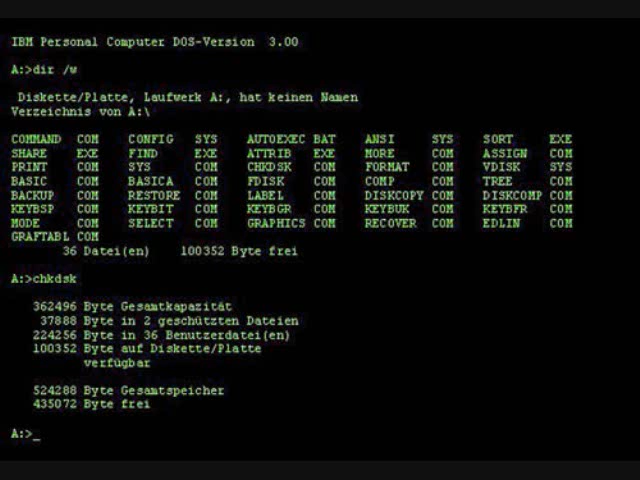 IBM Personal Computer DOS-Version  3.00
A:>dir /w
Diskette/Platte, Laufwerk A:, hat keinen Namen
Verzeichnis von A:\
COMMAND  COM    CONFIG   SYS    AUTOEXEC BAT    ANSI     SYS    SORT     EXE
SHARE    EXE    FIND     EXE    ATTRIB   EXE    MORE     COM    ASSIGN   COM
PRINT    COM    SYS      COM    CHKDSK   COM    FORMAT   COM    VDISK    SYS
BASIC    COM    BASICA   COM    FDISK    COM    COMP     COM    TREE     COM
BACKUP   COM    RESTORE  COM    LABEL    COM    DISKCOPY COM    DISKCOMP COM
KEYBSP   COM    KEYBIT   COM    KEYBGR   COM    KEYBUK   COM    KEYBFR   COM
MODE     COM    SELECT   COM    GRAPHICS COM    RECOVER  COM    EDLIN    COM
GRAFTABL COM
36 Datei(en)    100352 Byte frei
A:>chkdsk
362496 Byte Gesamtkapazität
37888 Byte in 2 geschützten Dateien
224256 Byte in 36 Benutzerdatei(en)
100352 Byte auf Diskette/Platte
verfügbar
524288 Byte Gesamtspeicher
435072 Byte frei
A:>_